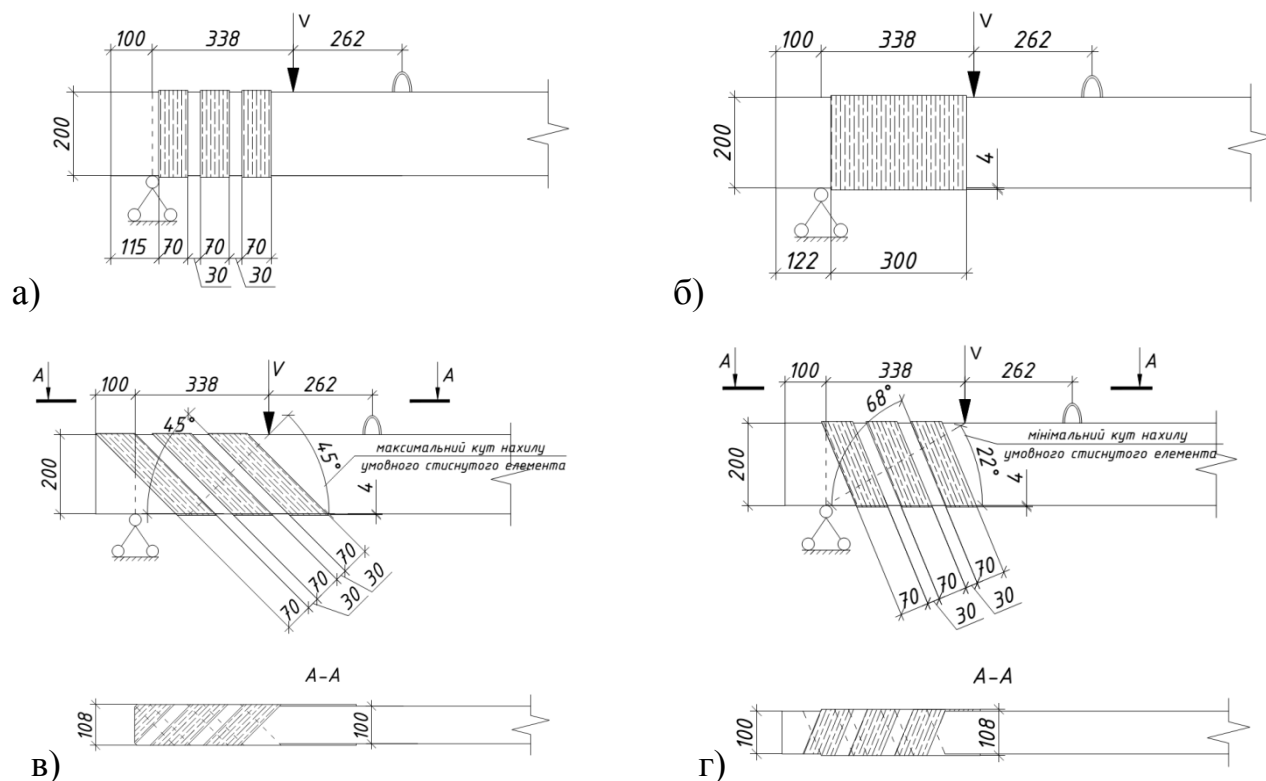 V V
100 338 262 100 338 262
200 200 4
115 70 70 70 122 300
30 30
а) б)
A V A A V A
100 338 262 100 338 262
45° 45° 68° 22°
максимальний кут нахилу мінімальний кут нахилу
умовного стиснутого елемента умовного стиснутого елемента
200 4 200 4
70 70 70 70 70 70
30 30 30 30
A-A A-A
108 100 100 108
в) г)